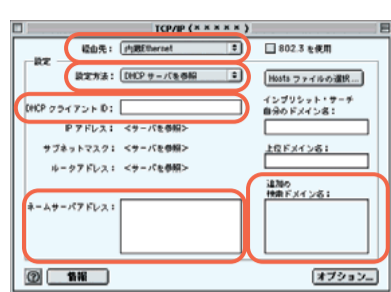 TCP/IP (×××××)
経由先： 内蔵Ethernet
802.3 を使用
設定
設定方法： DHCP サーバを参照
Hosts ファイルの選択...
DHCP クライアント ID：
インプリシット・サーチ
自分のドメイン名：
IP アドレス： <サーバを参照>
サブネットマスク： <サーバを参照>
上位ドメイン名：
ルータアドレス： <サーバを参照>
追加の
検索ドメイン名：
ネームサーバアドレス：
?
情報
オプション...